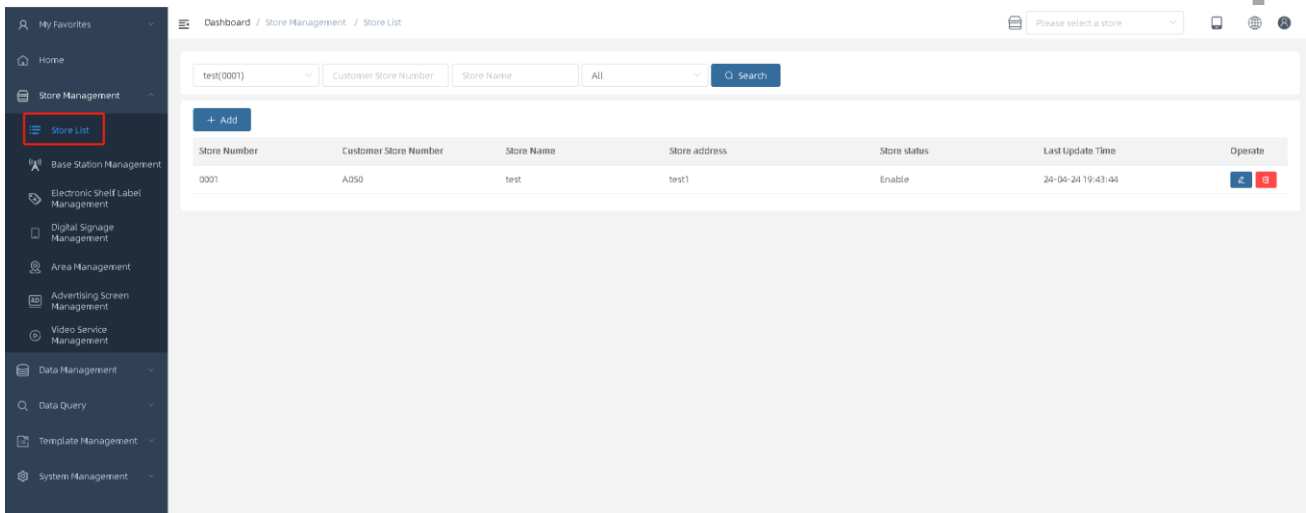 My Favorites
Dashboard / Store Management / Store List
Please select a store
Home
Store Management
Store List
Base Station Management
Electronic Shelf Label
Management
Digital Signage
Management
Area Management
AD
Advertising Screen
Management
Video Service
Management
Data Management
Data Query
Template Management
System Management
test(0001)
Customer Store Number
Store Name
All
Search
+ Add
Store Number Customer Store Number Store Name Store address Store status Last Update Time Operate
0001 A050 test test1 Enable 24-04-24 19:43:44